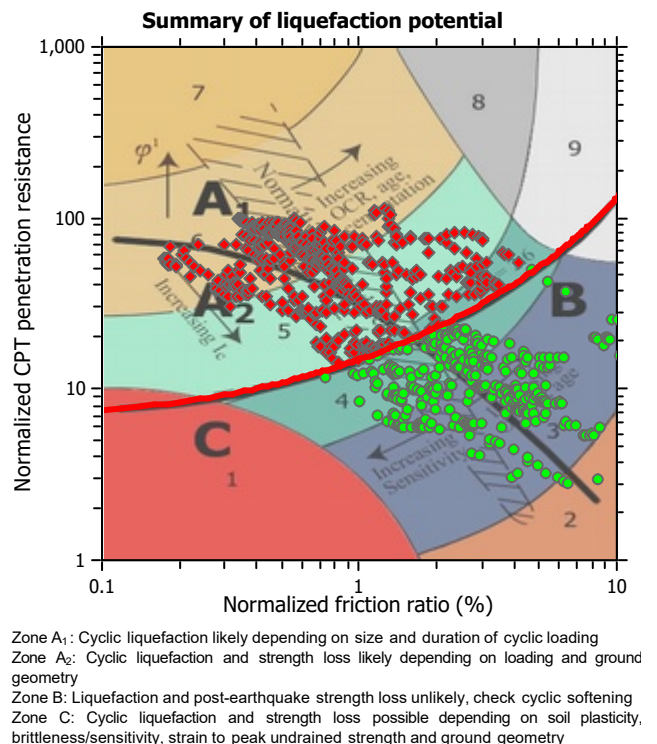 Summary of liquefaction potential
1,000
100
10
1
Normalized CPT penetration resistance
7
8
9
φ'
Increasing
OCR, age,
A1
6
A2
5
Increasing Ic
B
4
3
age
C
1
Increasing
Sensitivity
2
0.1
1
10
Normalized friction ratio (%)
Zone A1: Cyclic liquefaction likely depending on size and duration of cyclic loading
Zone A2: Cyclic liquefaction and strength loss likely depending on loading and ground
geometry
Zone B: Liquefaction and post-earthquake strength loss unlikely, check cyclic softening
Zone C: Cyclic liquefaction and strength loss possible depending on soil plasticity,
brittleness/sensitivity, strain to peak undrained strength and ground geometry